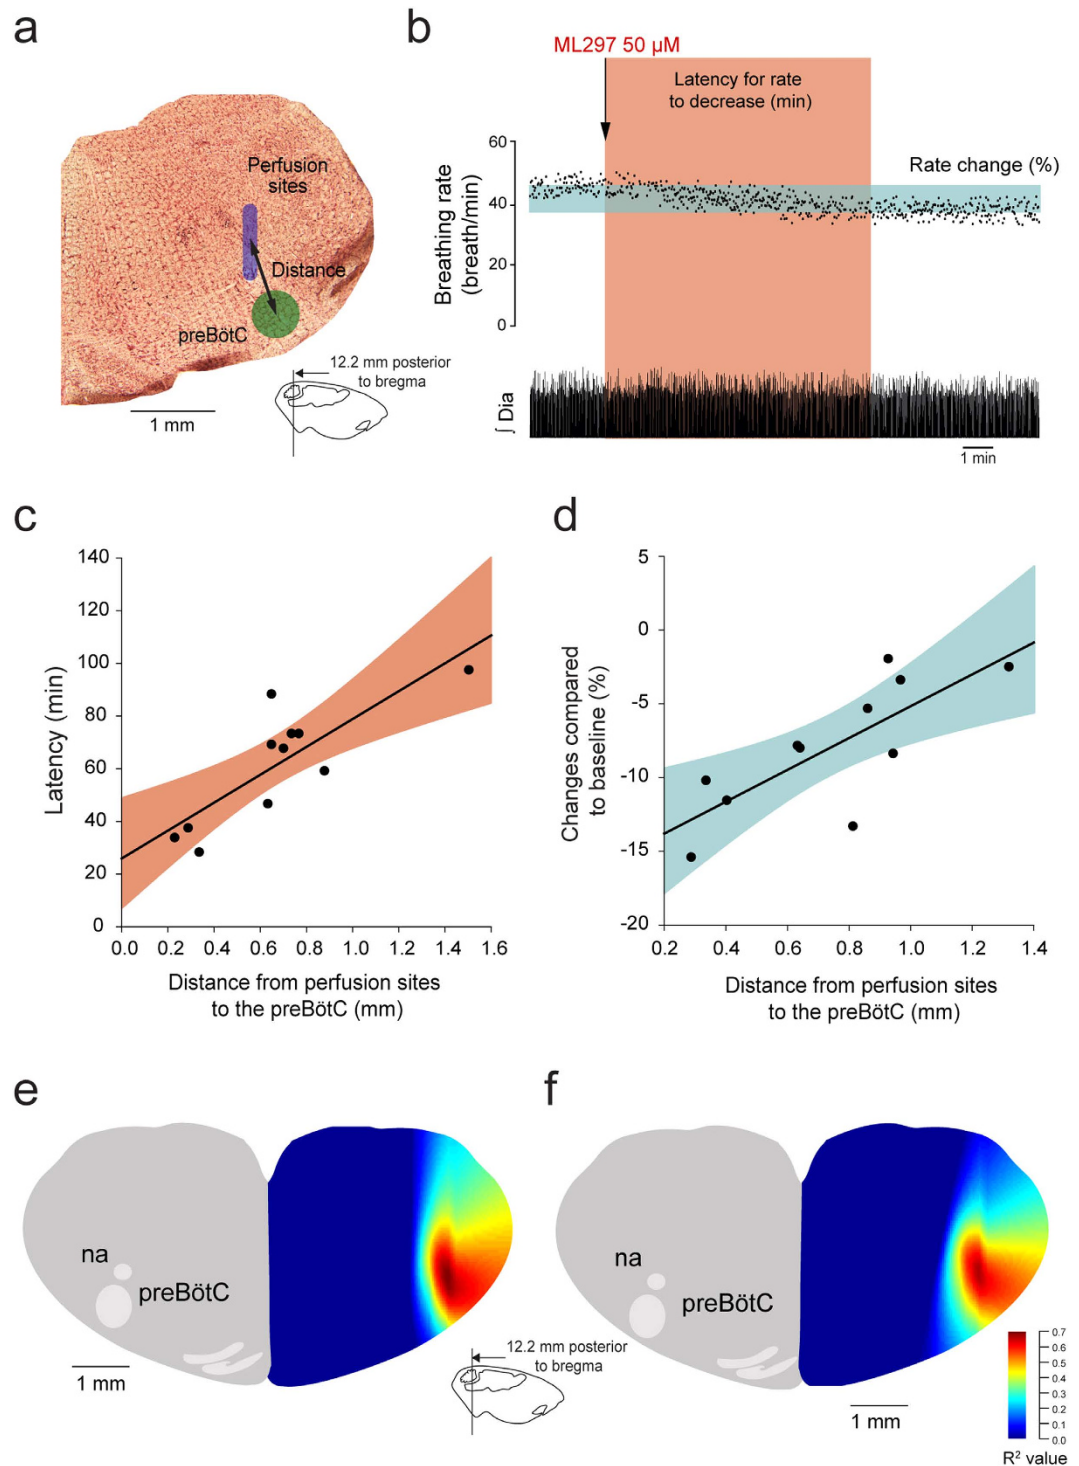 a
Perfusion
sites
Distance
preBötC
12.2 mm posterior
to bregma
1 mm
b
ML297 50 µM
Latency for rate
to decrease (min)
Rate change (%)
Breathing rate
(breath/min)
60
40
20
0
∫ Dia
1 min
c
Latency (min)
140
120
100
80
60
40
20
0
0.0 0.2 0.4 0.6 0.8 1.0 1.2 1.4 1.6
Distance from perfusion sites
to the preBötC (mm)
d
Changes compared
to baseline (%)
5
0
-5
-10
-15
-20
0.2 0.4 0.6 0.8 1.0 1.2 1.4
Distance from perfusion sites
to the preBötC (mm)
e
na
preBötC
1 mm
12.2 mm posterior
to bregma
f
na
preBötC
1 mm
0.7
0.6
0.5
0.4
0.3
0.2
0.1
0.0
R² value